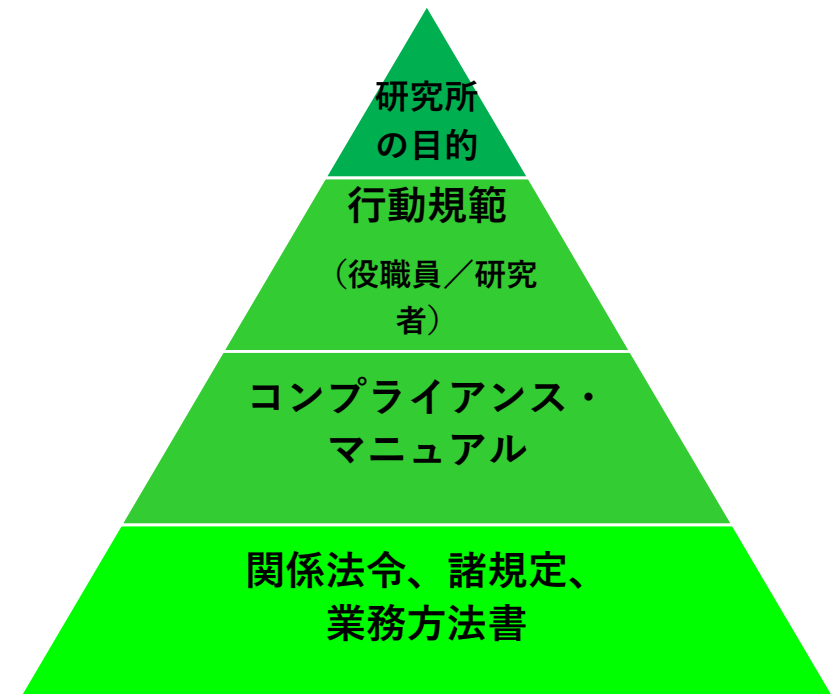 研究所
の目的
行動規範
（役職員／研究
者）
コンプライアンス・
マニュアル
関係法令、諸規定、
業務方法書